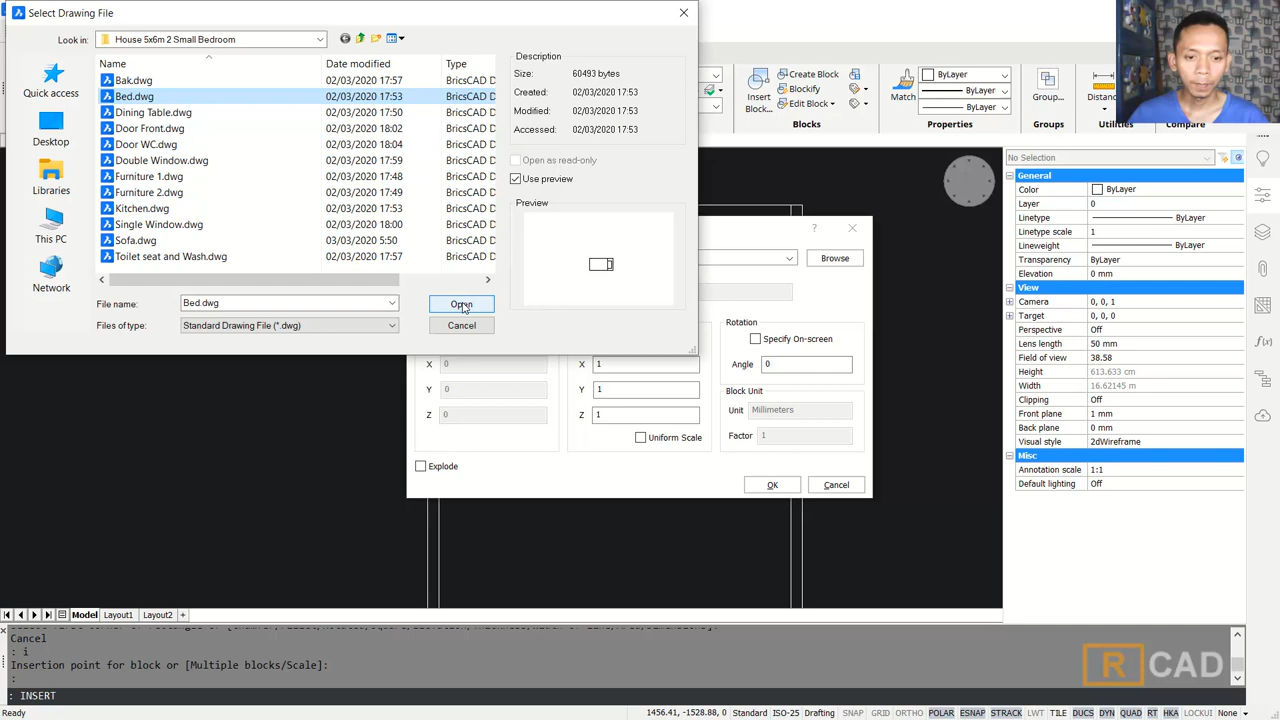 Select Drawing File
Look in: House 5x6m 2 Small Bedroom
Name Date modified Type
Bak.dwg 02/03/2020 17:57 BricsCAD D
Bed.dwg 02/03/2020 17:53 BricsCAD D
Dining Table.dwg 02/03/2020 17:50 BricsCAD D
Door Front.dwg 02/03/2020 18:02 BricsCAD D
Door WC.dwg 02/03/2020 18:04 BricsCAD D
Double Window.dwg 02/03/2020 17:59 BricsCAD D
Furniture 1.dwg 02/03/2020 17:48 BricsCAD D
Furniture 2.dwg 02/03/2020 17:49 BricsCAD D
Kitchen.dwg 02/03/2020 17:53 BricsCAD D
Single Window.dwg 02/03/2020 18:00 BricsCAD D
Sofa.dwg 03/03/2020 5:50 BricsCAD D
Toilet seat and Wash.dwg 02/03/2020 17:57 BricsCAD D
Quick access
Desktop
Libraries
This PC
Network
File name: Bed.dwg Open
Files of type: Standard Drawing File (*.dwg) Cancel
Description
Size: 60493 bytes
Created: 02/03/2020 17:53
Modified: 02/03/2020 17:53
Accessed: 02/03/2020 17:53
Open as read-only
Use preview
Preview
Insert Block...
Create Block
Blockify
Edit Block
Blocks
Match
ByLayer
ByLayer
ByLayer
Properties
Group...
Groups
Distance
Utilities
Compare
?
Browse
Rotation
Specify On-screen
Angle 0
X 0 X 1
Y 0 Y 1
Z 0 Z 1
Block Unit
Unit Millimeters
Factor 1
Uniform Scale
Explode
OK Cancel
No Selection
General
Color ByLayer
Layer 0
Linetype ByLayer
Linetype scale 1
Lineweight ByLayer
Transparency ByLayer
Elevation 0 mm
View
Camera 0, 0, 1
Target 0, 0, 0
Perspective Off
Lens length 50 mm
Field of view 38.58
Height 613.633 cm
Width 16.62145 m
Clipping Off
Front plane 1 mm
Back plane 0 mm
Visual style 2dWireframe
Misc
Annotation scale 1:1
Default lighting Off
Model Layout1 Layout2 +
Cancel
: i
Insertion point for block or [Multiple blocks/Scale]:
:
: INSERT
R CAD
Ready 1456.41, -1528.88, 0 Standard ISO-25 Drafting SNAP GRID ORTHO POLAR ESNAP STRACK LWT TILE DUCS DYN QUAD RT HKA LOCKUI None